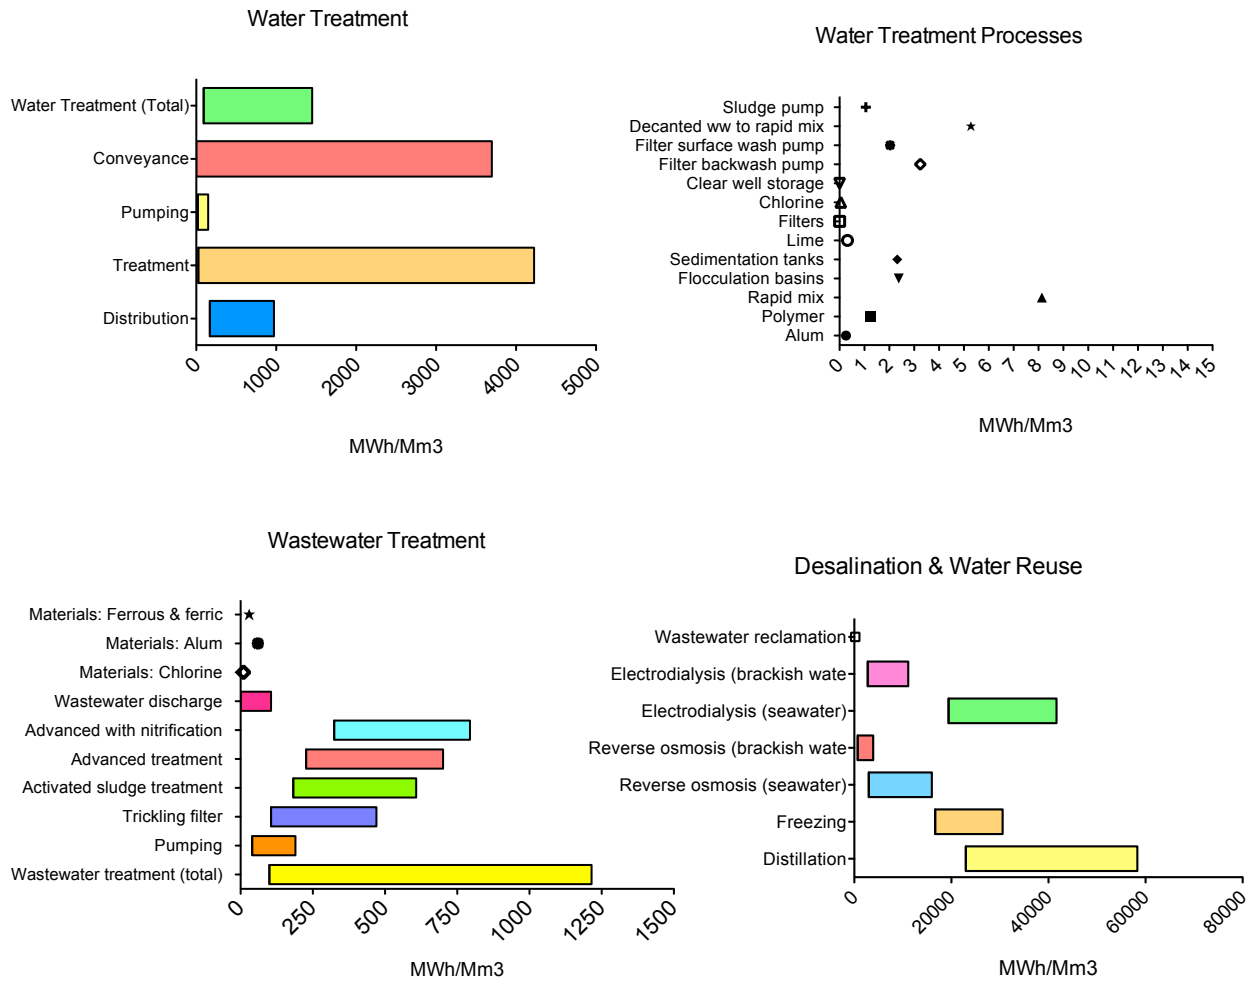 Water Treatment
Water Treatment (Total)
Conveyance
Pumping
Treatment
Distribution
0 1000 2000 3000 4000 5000
MWh/Mm3
Water Treatment Processes
Sludge pump
Decanted ww to rapid mix
Filter surface wash pump
Filter backwash pump
Clear well storage
Chlorine
Filters
Lime
Sedimentation tanks
Flocculation basins
Rapid mix
Polymer
Alum
0 1 2 3 4 5 6 7 8 9 10 11 12 13 14 15
MWh/Mm3
Wastewater Treatment
Materials: Ferrous & ferric
Materials: Alum
Materials: Chlorine
Wastewater discharge
Advanced with nitrification
Advanced treatment
Activated sludge treatment
Trickling filter
Pumping
Wastewater treatment (total)
0 250 500 750 1000 1250 1500
MWh/Mm3
Desalination & Water Reuse
Wastewater reclamation
Electrodialysis (brackish wate
Electrodialysis (seawater)
Reverse osmosis (brackish wate
Reverse osmosis (seawater)
Freezing
Distillation
0 20000 40000 60000 80000
MWh/Mm3